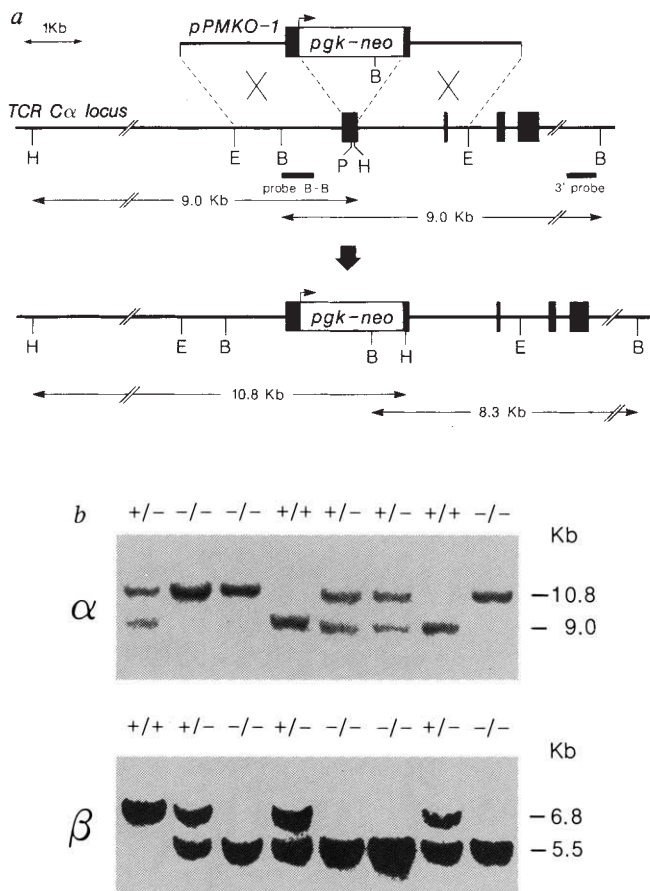 a
1Kb
pPMKO-1
pgk-neo
B
TCR Cα locus
H E B P H E B
probe B-B 3' probe
9.0 Kb
9.0 Kb
pgk-neo
H E B B H E B
10.8 Kb
8.3 Kb
b +/- -/- -/- +/+ +/- +/- +/+ -/-
Kb
α
-10.8
- 9.0
+/+ +/- -/- +/- -/- -/- +/- -/-
Kb
β
-6.8
-5.5